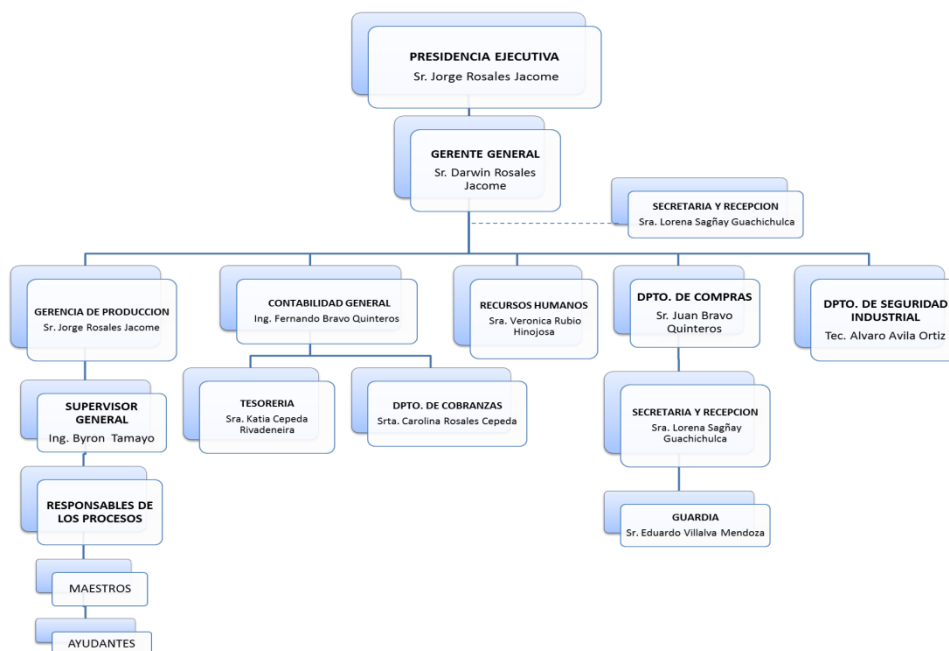 PRESIDENCIA EJECUTIVA
Sr. Jorge Rosales Jacome
GERENTE GENERAL
Sr. Darwin Rosales
Jacome
SECRETARIA Y RECEPCION
Sra. Lorena Sagñay Guachichulca
GERENCIA DE PRODUCCION
Sr. Jorge Rosales Jacome
CONTABILIDAD GENERAL
Ing. Fernando Bravo Quinteros
RECURSOS HUMANOS
Sra. Veronica Rubio
Hinojosa
DPTO. DE COMPRAS
Sr. Juan Bravo
Quinteros
DPTO. DE SEGURIDAD
INDUSTRIAL
Tec. Alvaro Avila Ortiz
SUPERVISOR
GENERAL
Ing. Byron Tamayo
TESORERIA
Sra. Katia Cepeda
Rivadeneira
DPTO. DE COBRANZAS
Srta. Carolina Rosales Cepeda
SECRETARIA Y RECEPCION
Sra. Lorena Sagñay
Guachichulca
RESPONSABLES DE
LOS PROCESOS
GUARDIA
Sr. Eduardo Villalva Mendoza
MAESTROS
AYUDANTES